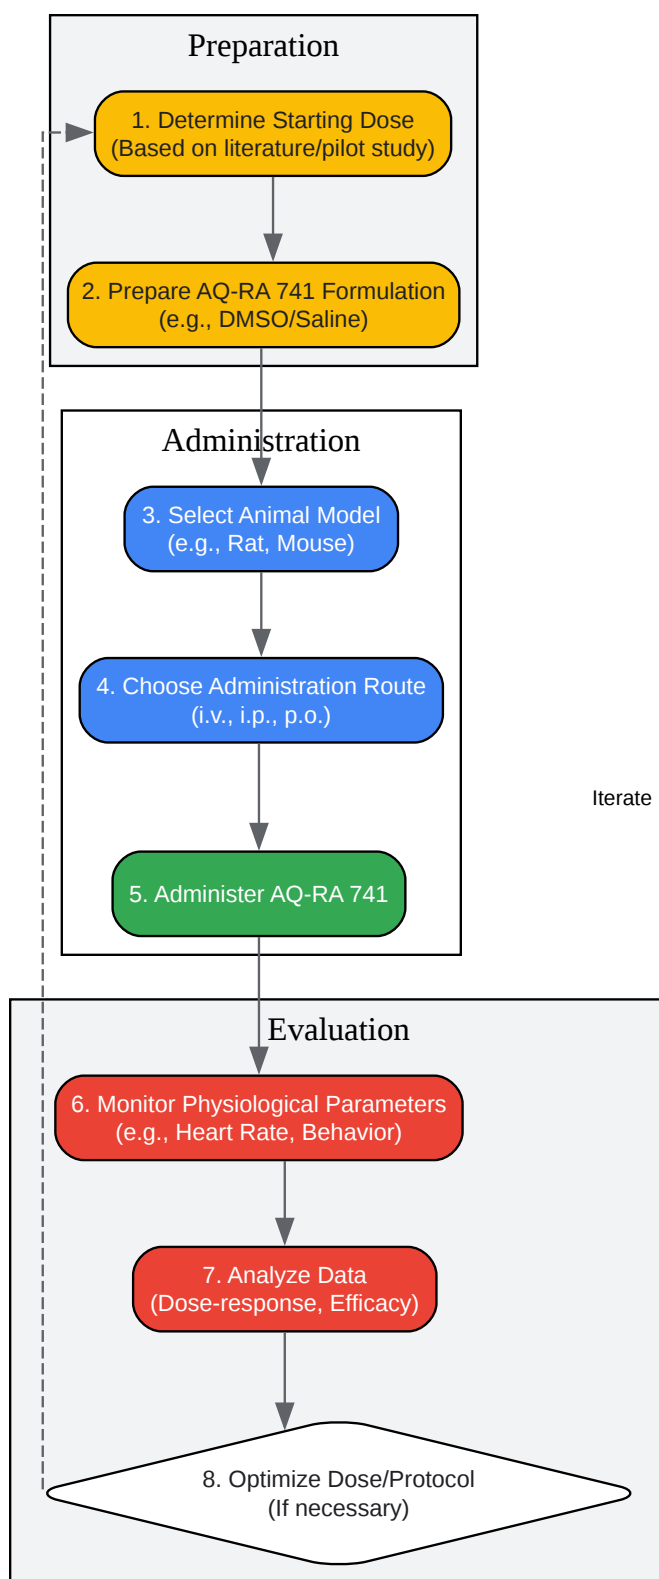 Preparation
1. Determine Starting Dose
(Based on literature/pilot study)
2. Prepare AQ-RA 741 Formulation
(e.g., DMSO/Saline)
Administration
3. Select Animal Model
(e.g., Rat, Mouse)
4. Choose Administration Route
(i.v., i.p., p.o.)
Iterate
5. Administer AQ-RA 741
Evaluation
6. Monitor Physiological Parameters
(e.g., Heart Rate, Behavior)
7. Analyze Data
(Dose-response, Efficacy)
8. Optimize Dose/Protocol
(If necessary)